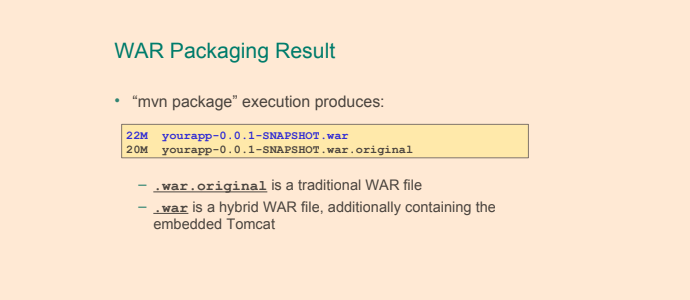 WAR Packaging Result
• “mvn package” execution produces:
22M yourapp-0.0.1-SNAPSHOT.war
20M yourapp-0.0.1-SNAPSHOT.war.original
– .war.original is a traditional WAR file
– .war is a hybrid WAR file, additionally containing the
embedded Tomcat